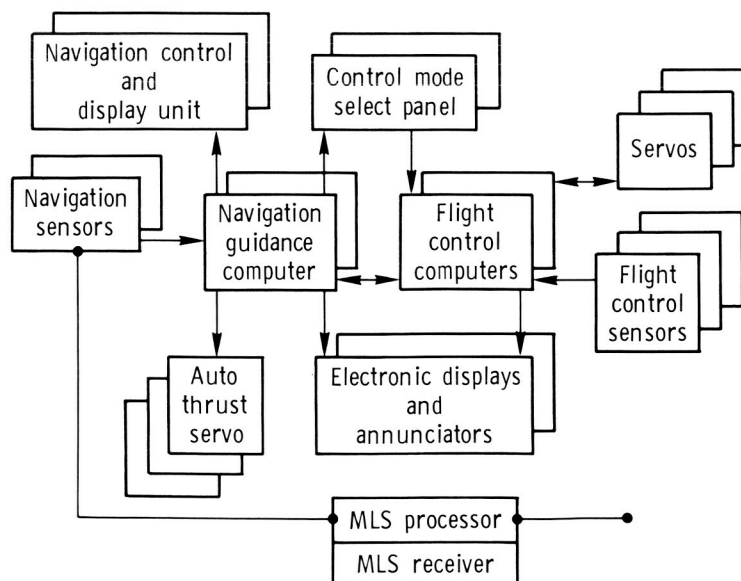 Navigation control
and
display unit
Control mode
select panel
Servos
Navigation
sensors
Navigation
guidance
computer
Flight
control
computers
Flight
control
sensors
Auto
thrust
servo
Electronic displays
and
annunciators
MLS processor
MLS receiver